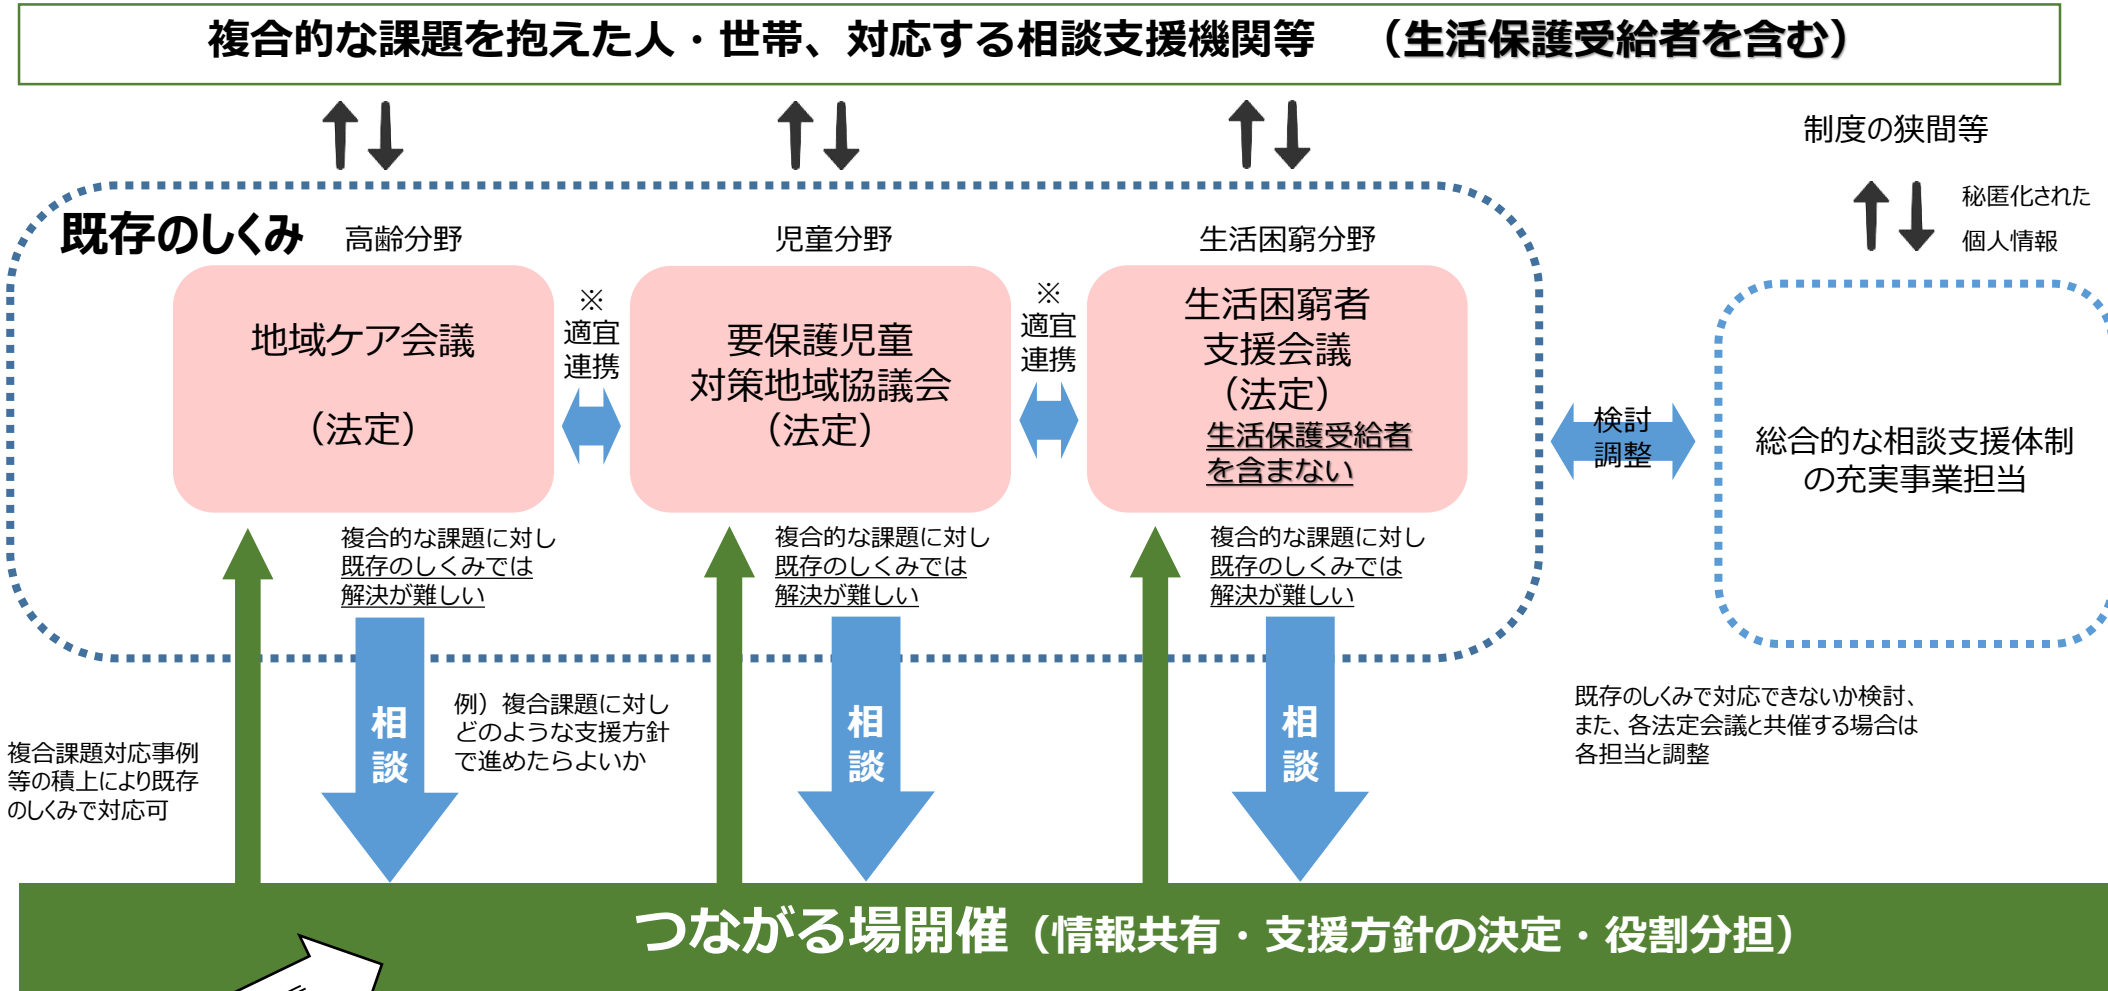 複合的な課題を抱えた人・世帯、対応する相談支援機関等　（生活保護受給者を含む）
制度の狭間等
秘匿化された
個人情報
既存のしくみ
高齢分野
児童分野
生活困窮分野
地域ケア会議
（法定）
※
適宜
連携
要保護児童
対策地域協議会
（法定）
※
適宜
連携
生活困窮者
支援会議
（法定）
生活保護受給者
を含まない
検討
調整
総合的な相談支援体制
の充実事業担当
複合的な課題に対し
既存のしくみでは
解決が難しい
複合的な課題に対し
既存のしくみでは
解決が難しい
複合的な課題に対し
既存のしくみでは
解決が難しい
複合課題対応事例
等の積上により既存
のしくみで対応可
相
談
例）複合課題に対し
どのような支援方針
で進めたらよいか
相
談
相
談
既存のしくみで対応できないか検討、
また、各法定会議と共催する場合は
各担当と調整
つながる場開催（情報共有・支援方針の決定・役割分担）